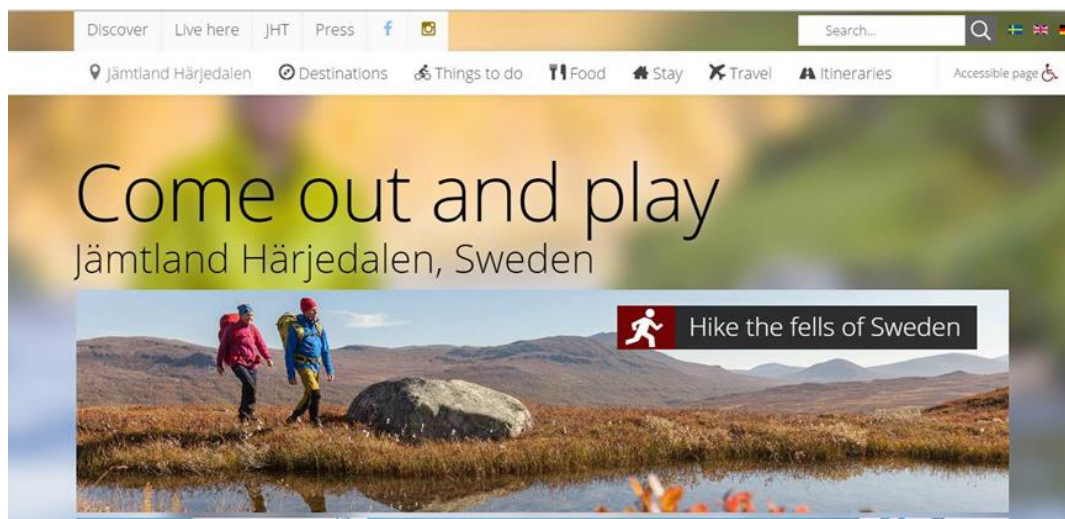 Discover Live here JHT Press
Search...
Jämtland Härjedalen Destinations Things to do Food Stay Travel Itineraries Accessible page
Come out and play
Jämtland Härjedalen, Sweden
Hike the fells of Sweden